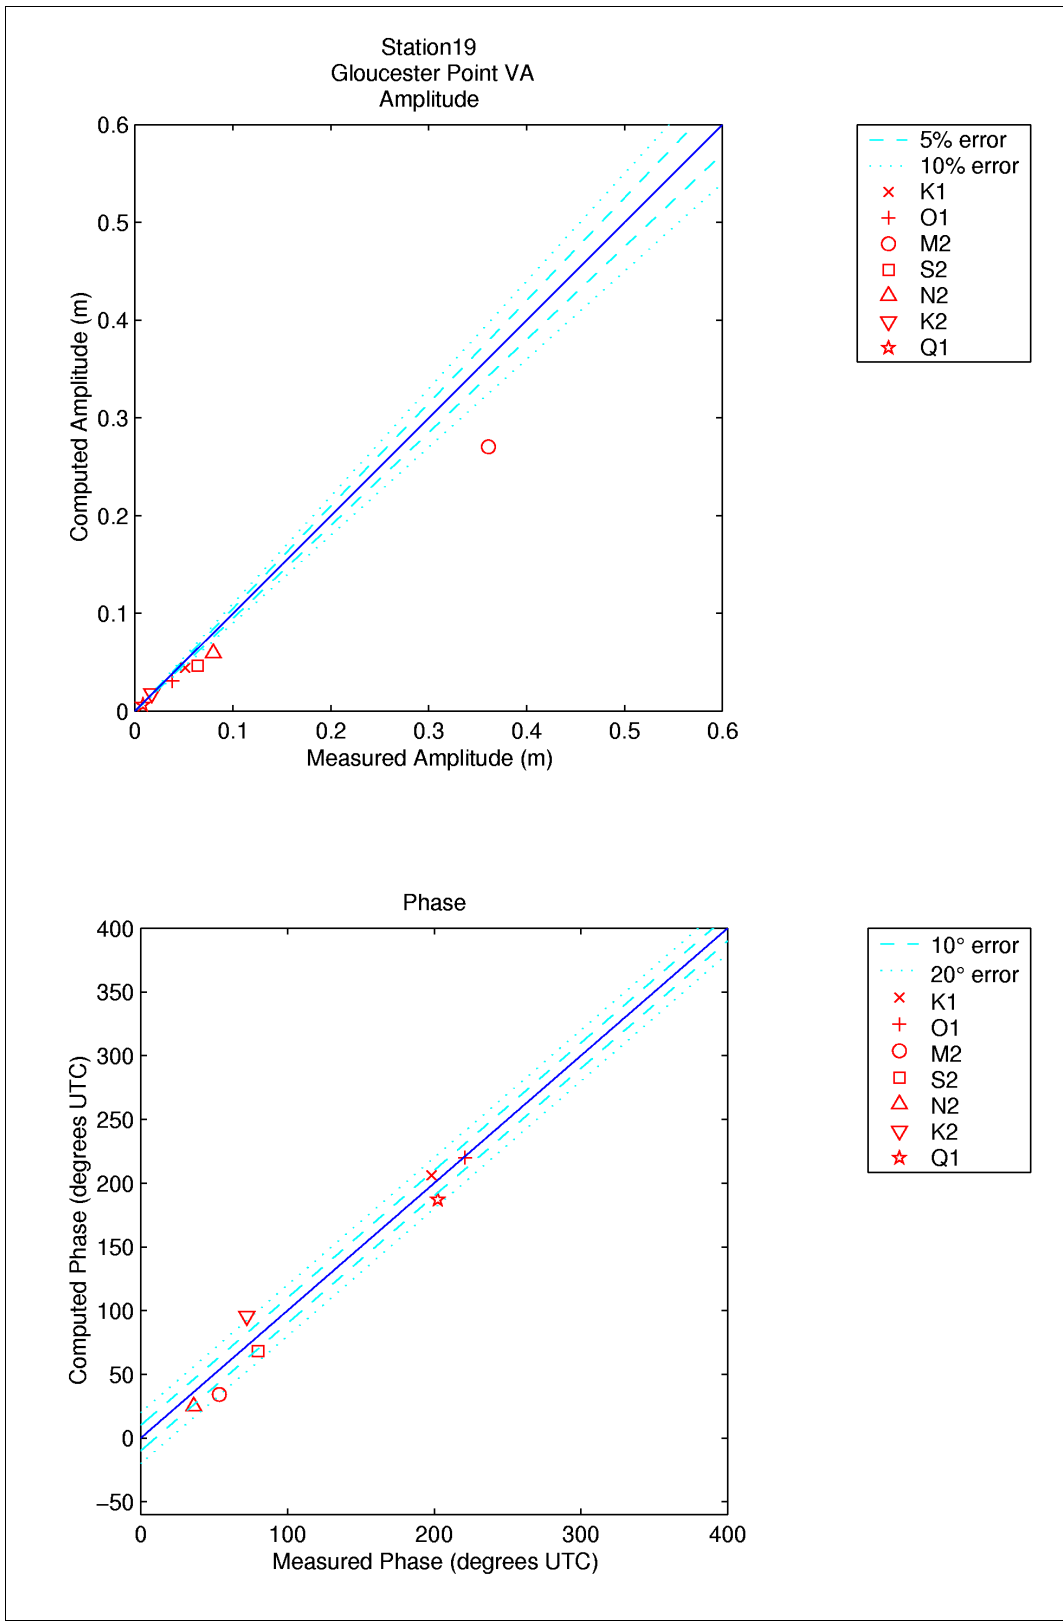 Station19
Gloucester Point VA
Amplitude
0.6
0.5
0.4
0.3
0.2
0.1
0
Computed Amplitude (m)
0
0.1
0.2
0.3
0.4
0.5
0.6
Measured Amplitude (m)
5% error
10% error
K1
O1
M2
S2
N2
K2
Q1
Phase
400
350
300
250
200
150
100
50
0
−50
Computed Phase (degrees UTC)
0
100
200
300
400
Measured Phase (degrees UTC)
10° error
20° error
K1
O1
M2
S2
N2
K2
Q1